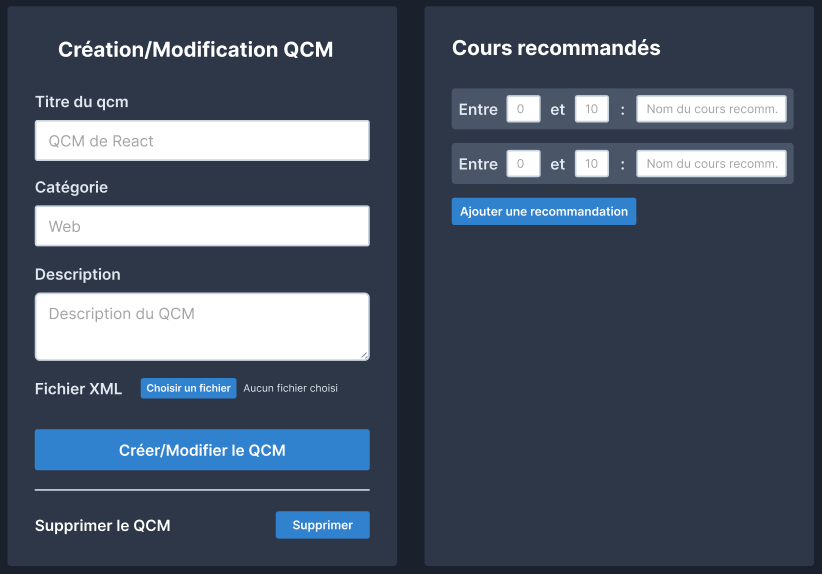 Création/Modification QCM
Titre du qcm
QCM de React
Catégorie
Web
Description
Description du QCM
Fichier XML Choisir un fichier Aucun fichier choisi
Créer/Modifier le QCM
Supprimer le QCM Supprimer
Cours recommandés
Entre 0 et 10 : Nom du cours recomm.
Entre 0 et 10 : Nom du cours recomm.
Ajouter une recommandation